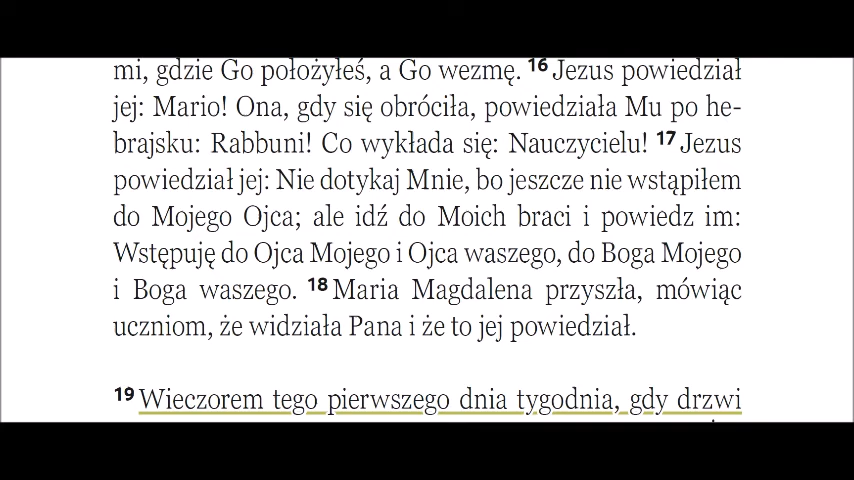 mi, gdzie Go położyłeś, a Go wezmę. 16 Jezus powiedział
jej: Mario! Ona, gdy się obróciła, powiedziała Mu po he-
brajsku: Rabbuni! Co wykłada się: Nauczycielu! 17 Jezus
powiedział jej: Nie dotykaj Mnie, bo jeszcze nie wstąpiłem
do Mojego Ojca; ale idź do Moich braci i powiedz im:
Wstępuję do Ojca Mojego i Ojca waszego, do Boga Mojego
i Boga waszego. 18 Maria Magdalena przyszła, mówiąc
uczniom, że widziała Pana i że to jej powiedział.
19 Wieczorem tego pierwszego dnia tygodnia, gdy drzwi